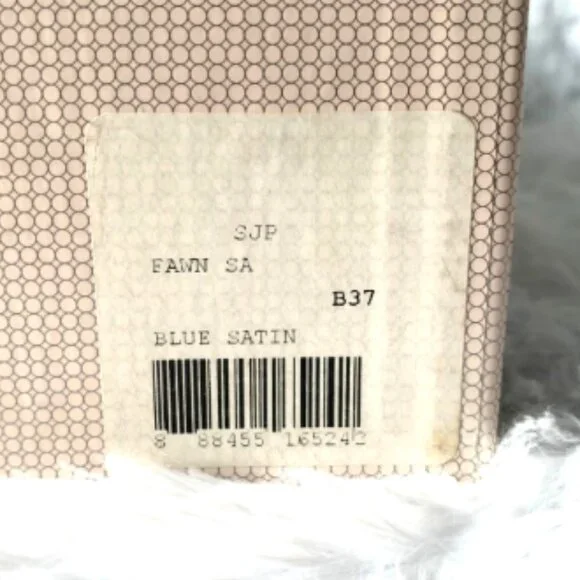 SJP
FAWN SA
B37
BLUE SATIN
8 88455 165242